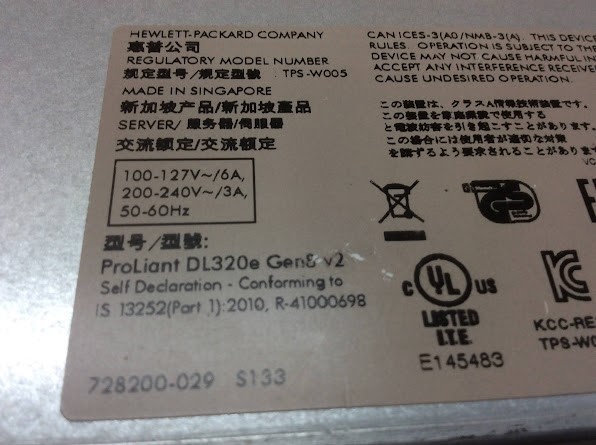 HEWLETT-PACKARD COMPANY
惠普公司
REGULATORY MODEL NUMBER
规定型号/規定型號 : TPS-W005
MADE IN SINGAPORE
新加坡产品/新加坡產品
SERVER/ 服务器/伺服器
交流额定/交流額定
100-127V~/6A,
200-240V~/3A,
50-60Hz
型号/型號:
ProLiant DL320e Gen8 v2
Self Declaration - Conforming to
IS 13252(Part 1):2010, R-41000698
728200-029 S133
CAN ICES-3(A)/NMB-3(A). THIS DEVICE
RULES. OPERATION IS SUBJECT TO THE
DEVICE MAY NOT CAUSE HARMFUL IN
ACCEPT ANY INTERFERENCE RECEIVE
CAUSE UNDESIRED OPERATION.
この装置は、クラスA情報技術装置です。
この装置を家庭環境で使用する
と電波妨害を引き起こすことがあります。
この場合には使用者が適切な対策
を講ずるよう要求されることがあります
VC
c UL US
LISTED
I.T.E.
E145483
KCC-RE
TPS-W0